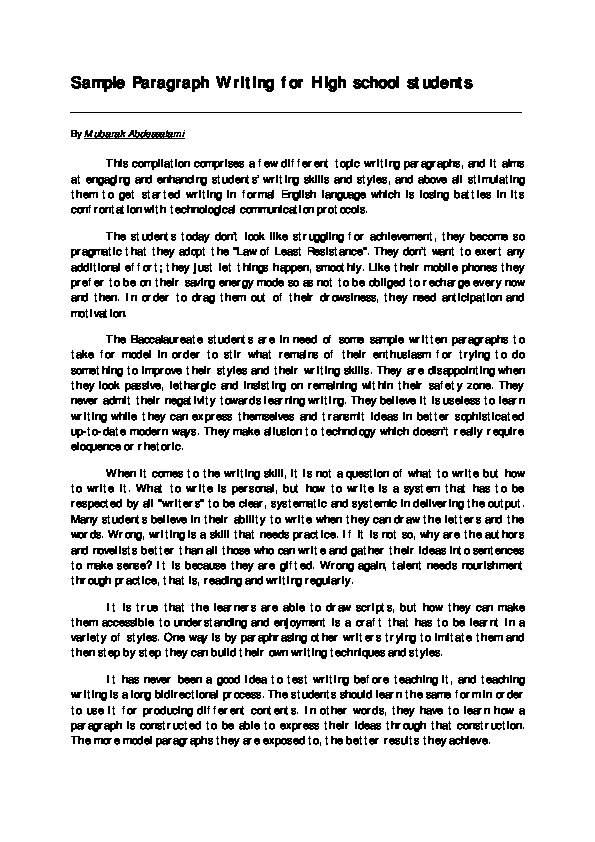 Sample Paragraph Writing for High school students
By Mubarak Abdessalami
This compilation comprises a few different topic writing paragraphs, and it aims
at engaging and enhancing students' writing skills and styles, and above all stimulating
them to get started writing in formal English language which is losing battles in its
confrontation with technological communication protocols.
The students today don't look like struggling for achievement, they become so
pragmatic that they adopt the "Law of Least Resistance". They don't want to exert any
additional effort; they just let things happen, smoothly. Like their mobile phones they
prefer to be on their saving energy mode so as not to be obliged to recharge every now
and then. In order to drag them out of their drowsiness, they need anticipation and
motivation.
The Baccalaureate students are in need of some sample written paragraphs to
take for model in order to stir what remains of their enthusiasm for trying to do
something to improve their styles and their writing skills. They are disappointing when
they look passive, lethargic and insisting on remaining within their safety zone. They
never admit their negativity towards learning writing. They believe it is useless to learn
writing while they can express themselves and transmit ideas in better sophisticated
up-to-date modern ways. They make allusion to technology which doesn't really require
eloquence or rhetoric.
When it comes to the writing skill, it is not a question of what to write but how
to write it. What to write is personal, but how to write is a system that has to be
respected by all "writers" to be clear, systematic and systemic in delivering the output.
Many students believe in their ability to write when they can draw the letters and the
words. Wrong, writing is a skill that needs practice. If it is not so, why are the authors
and novelists better than all those who can write and gather their ideas into sentences
to make sense? It is because they are gifted. Wrong again, talent needs nourishment
through practice, that is, reading and writing regularly.
It is true that the learners are able to draw scripts, but how they can make
them accessible to understanding and enjoyment is a craft that has to be learnt in a
variety of styles. One way is by paraphrasing other writers trying to imitate them and
then step by step they can build their own writing techniques and styles.
It has never been a good idea to test writing before teaching it, and teaching
writing is a long bidirectional process. The students should learn the same form in order
to use it for producing different contents. In other words, they have to learn how a
paragraph is constructed to be able to express their ideas through that construction.
The more model paragraphs they are exposed to, the better results they achieve.